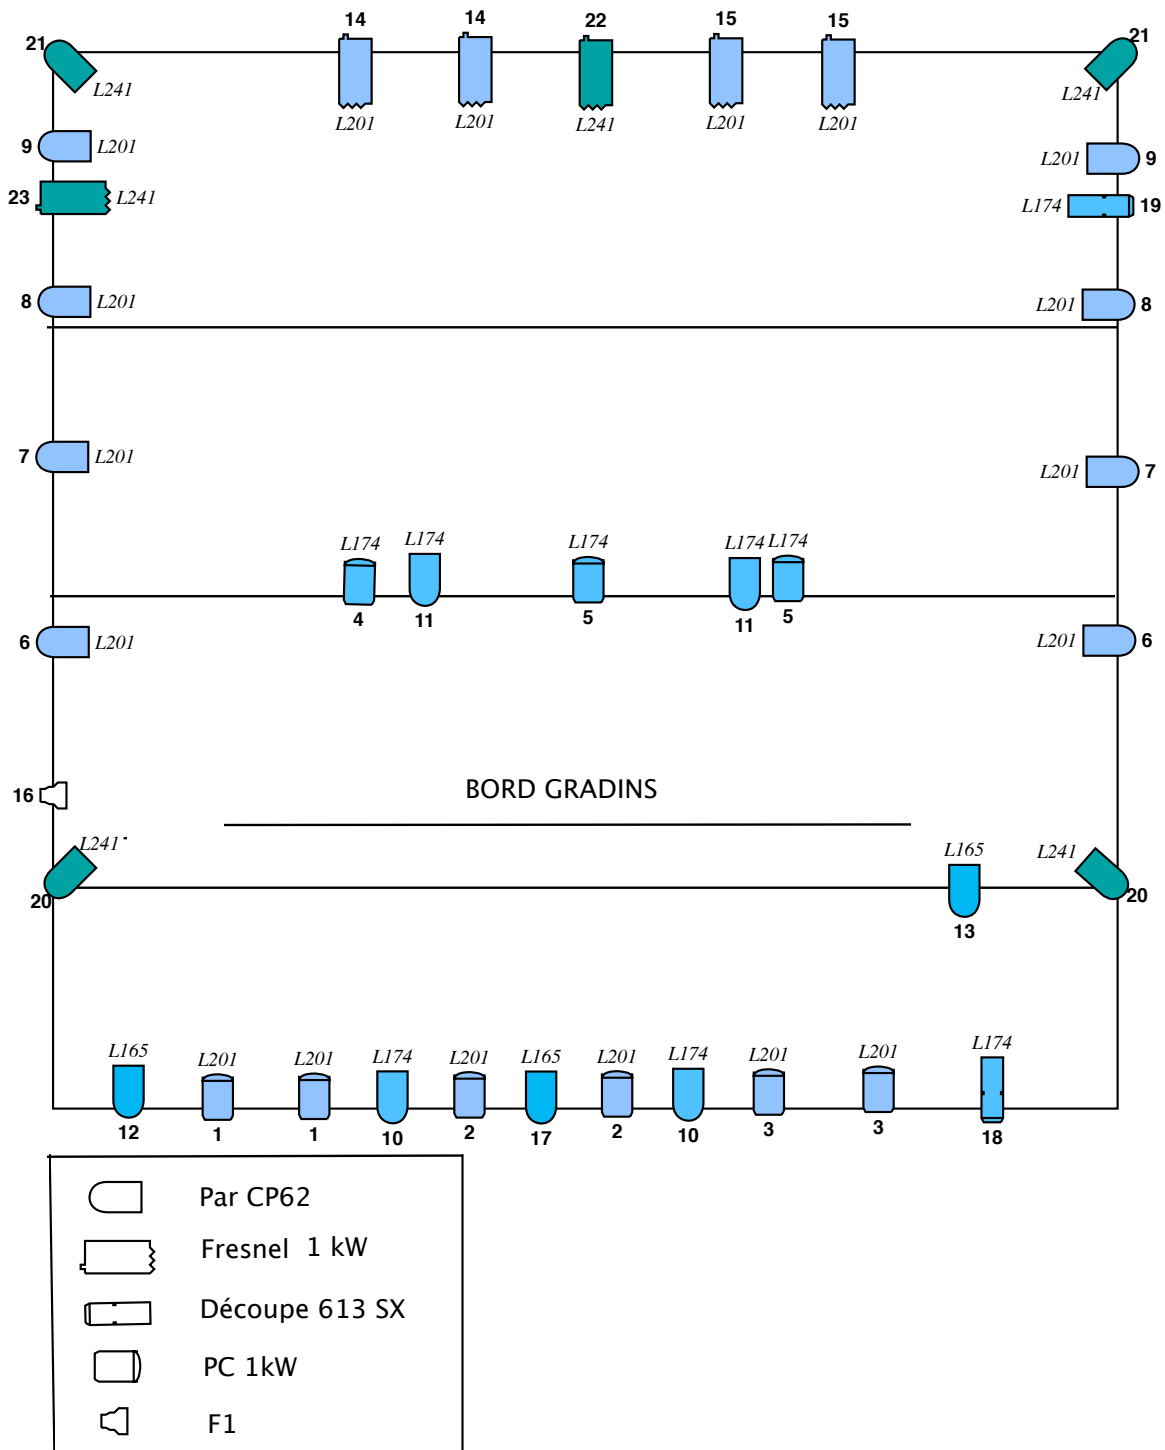 14 14 22 15 15
21 21
L241 L201 L201 L241 L201 L201 L241
9 L201 L201 9
23 L241 L174 19
8 L201 L201 8
7 L201 L201 7
L174 L174 L174 L174 L174
4 11 5 11 5
6 L201 L201 6
16 BORD GRADINS
L241 L165 L241
20 20
13
L165 L201 L201 L174 L201 L165 L201 L174 L201 L201 L174
12 1 1 10 2 17 2 10 3 3 18
Par CP62
Fresnel 1 kW
Découpe 613 SX
PC 1kW
F1